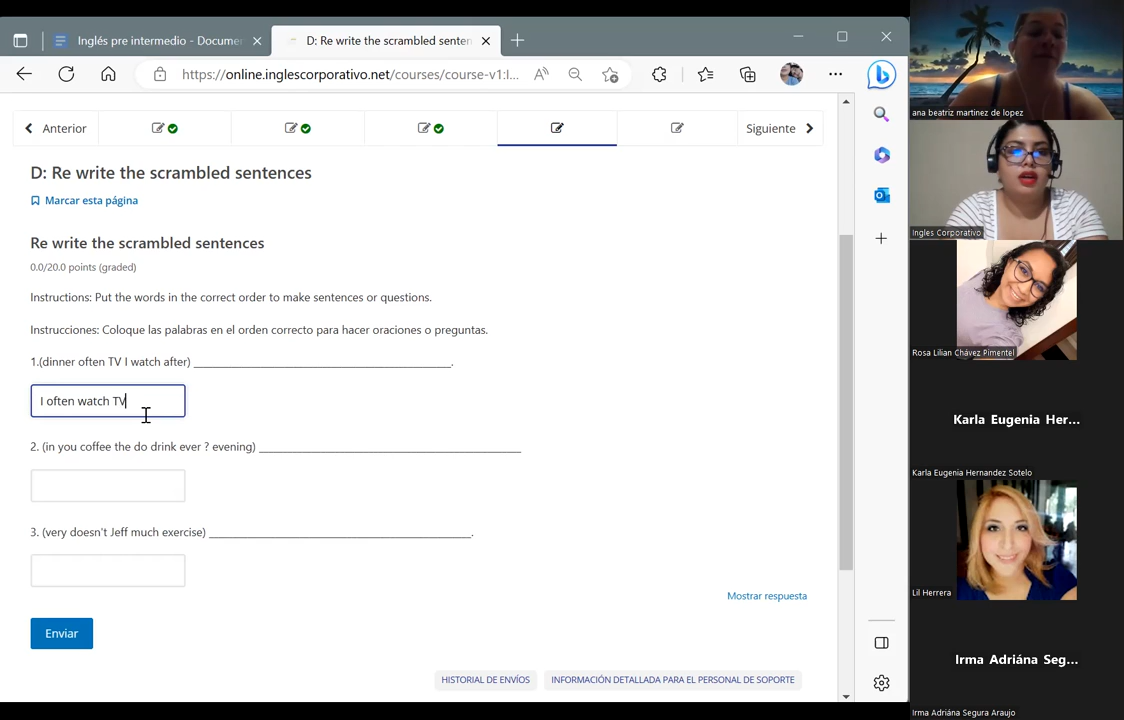 Inglés pre intermedio - Docume
D: Re write the scrambled senten
https://online.inglescorporativo.net/courses/course-v1:I...
Anterior
Siguiente
D: Re write the scrambled sentences
Marcar esta página
Re write the scrambled sentences
0.0/20.0 points (graded)
Instructions: Put the words in the correct order to make sentences or questions.
Instrucciones: Coloque las palabras en el orden correcto para hacer oraciones o preguntas.
1.(dinner often TV I watch after) ________________________________________.
I often watch TV
2. (in you coffee the do drink ever ? evening) ________________________________________
3. (very doesn't Jeff much exercise) ________________________________________.
Mostrar respuesta
Enviar
HISTORIAL DE ENVÍOS
INFORMACIÓN DETALLADA PARA EL PERSONAL DE SOPORTE
ana beatriz martinez de lopez
Ingles Corporativo
Rosa Lilian Chávez Pimentel
Karla Eugenia Her...
Karla Eugenia Hernandez Sotelo
Lil Herrera
Irma Adriána Seg...
Irma Adriána Segura Araujo